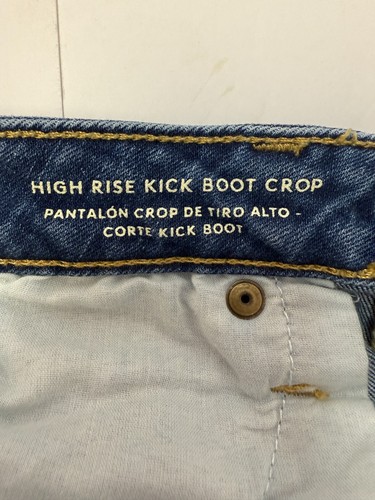 HIGH RISE KICK BOOT CROP
PANTALÓN CROP DE TIRO ALTO -
CORTE KICK BOOT